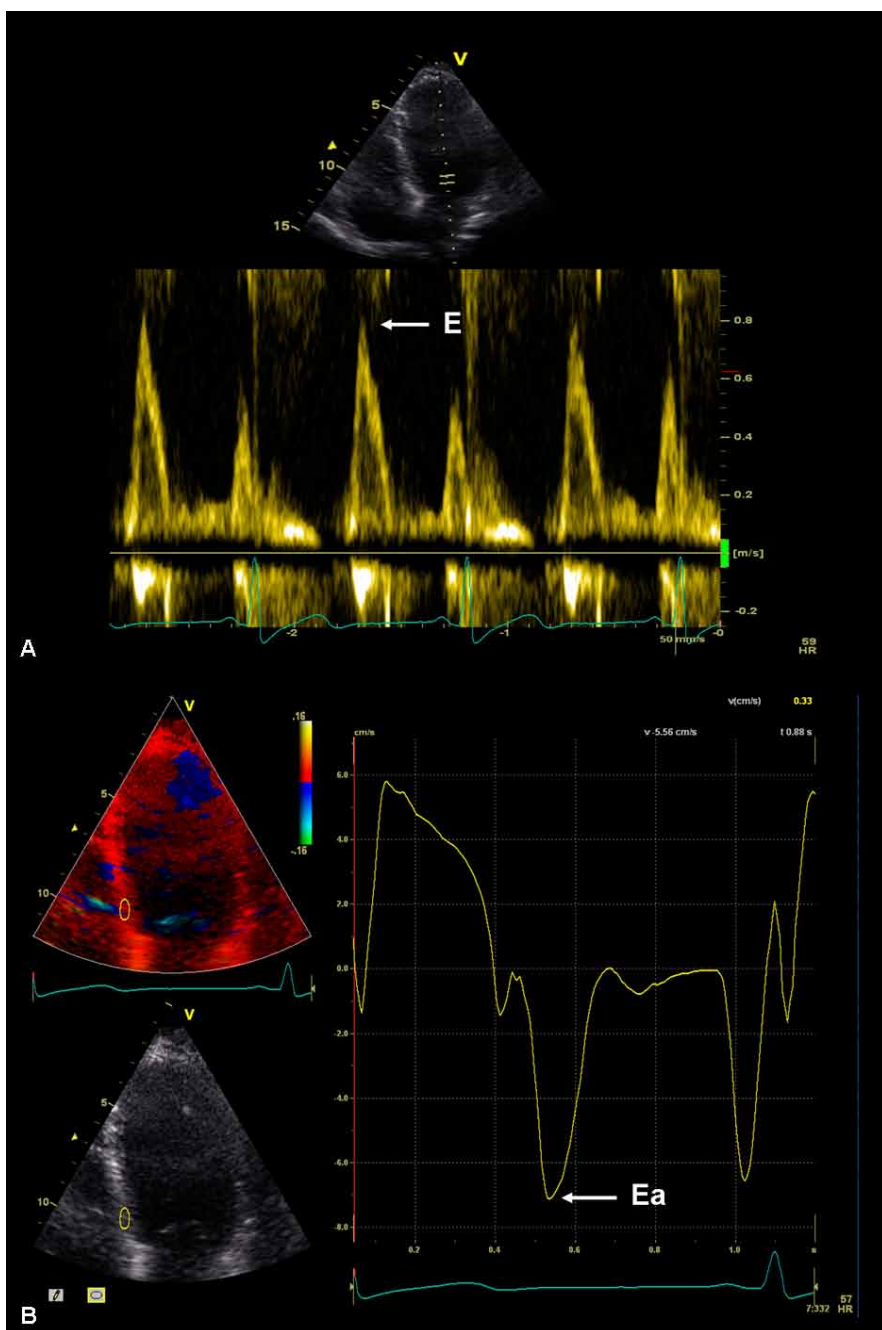 V
5
10
15
E
0.8
0.6
0.4
0.2
[m/s]
-0.2
-2
-1
-0
50 mm/s
59
HR
A
v(cm/s) 0.33
V
.16
-.16
5
10
cm/s
v -5.56 cm/s
t 0.88 s
6.0
4.0
2.0
0.0
-2.0
-4.0
-6.0
-8.0
0.2
0.4
0.6
0.8
1.0
s
Ea
V
5
10
57
HR
7:332
B